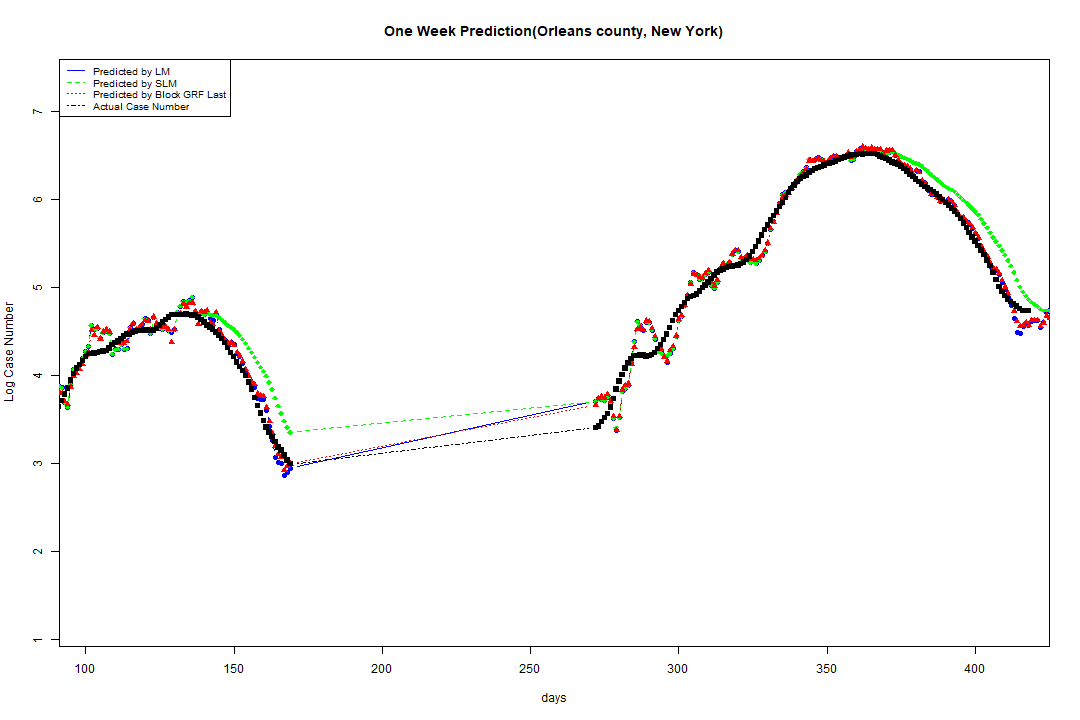 One Week Prediction(Orleans county, New York)
Predicted by LM
Predicted by SLM
Predicted by Block GRF Last
Actual Case Number
7
6
5
4
3
2
1
Log Case Number
100 150 200 250 300 350 400
days